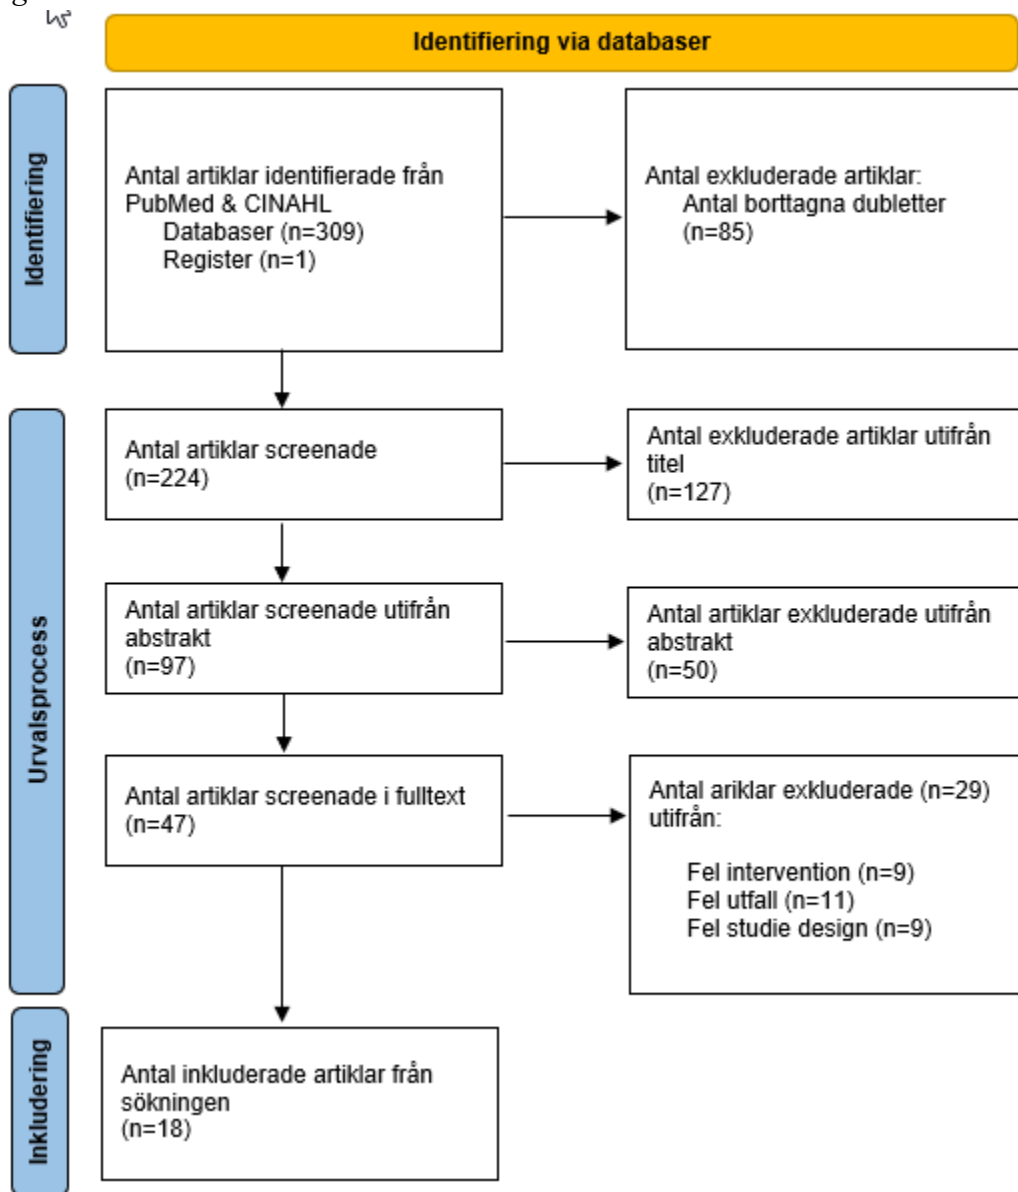 g
Identifiering via databaser
Identifiering
Antal artiklar identifierade från
PubMed & CINAHL
Databaser (n=309)
Register (n=1)
Antal exkluderade artiklar:
Antal borttagna dubletter
(n=85)
Urvalsprocess
Antal artiklar screenade
(n=224)
Antal exkluderade artiklar utifrån
titel
(n=127)
Antal artiklar screenade utifrån
abstrakt
(n=97)
Antal artiklar exkluderade utifrån
abstrakt
(n=50)
Antal artiklar screenade i fulltext
(n=47)
Antal ariklar exkluderade (n=29)
utifrån:
Fel intervention (n=9)
Fel utfall (n=11)
Fel studie design (n=9)
Inkludering
Antal inkluderade artiklar från
sökningen
(n=18)